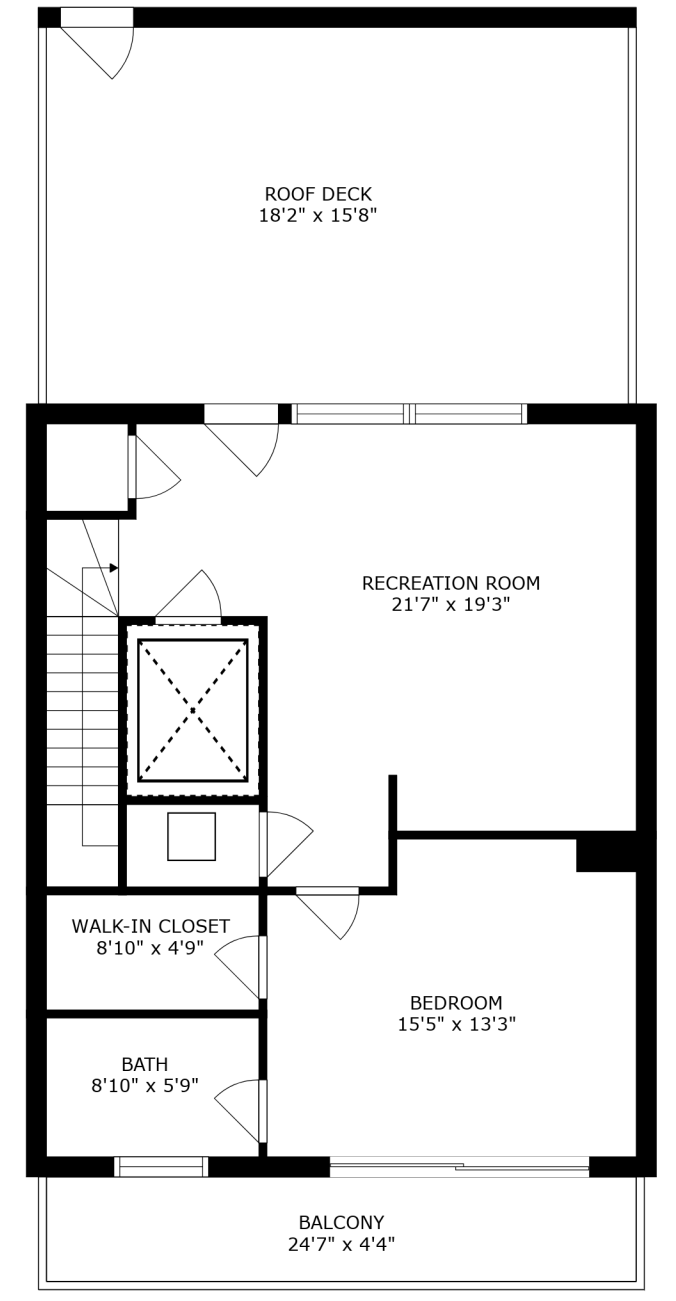 ROOF DECK
18'2" x 15'8"
RECREATION ROOM
21'7" x 19'3"
WALK-IN CLOSET
8'10" x 4'9"
BEDROOM
15'5" x 13'3"
BATH
8'10" x 5'9"
BALCONY
24'7" x 4'4"